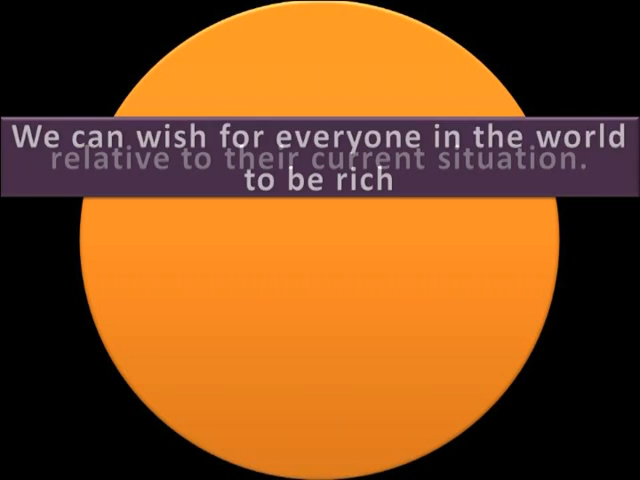 We can wish for everyone in the world
relative to their current situation.
to be rich